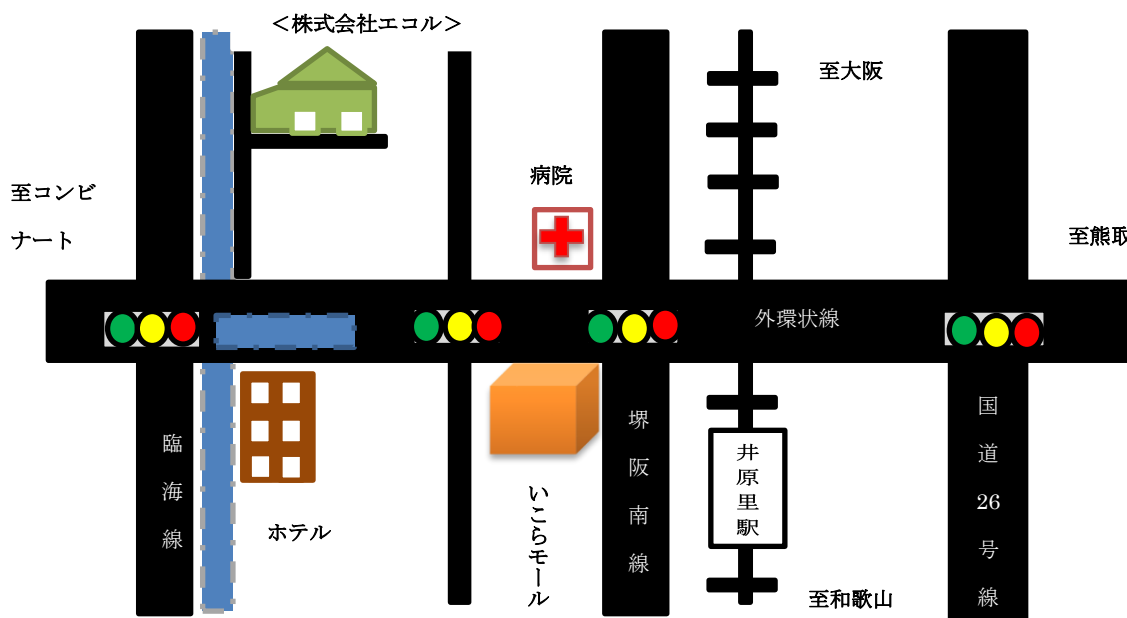 <株式会社エコル>
至大阪
病院
至コンビ
ナート
至熊取
外環状線
臨海線
ホテル
いこらモール
堺阪南線
井原里駅
国道26号線
至和歌山